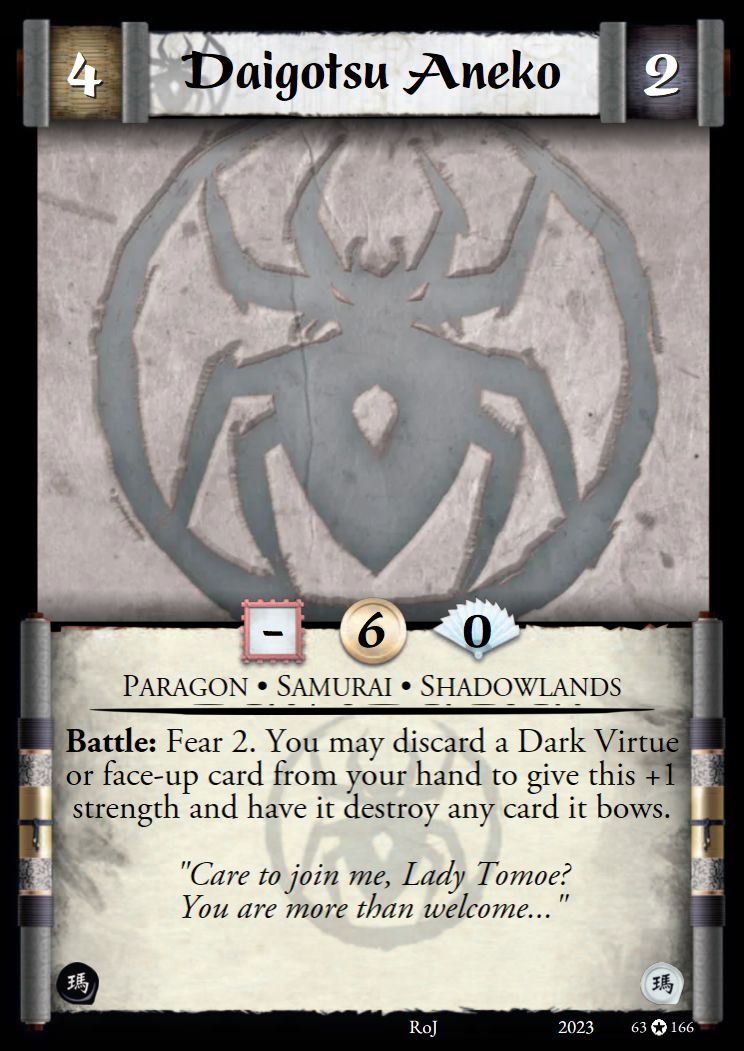 4 Daigotsu Aneko 2
- 6 0
PARAGON • SAMURAI • SHADOWLANDS
Battle: Fear 2. You may discard a Dark Virtue
or face-up card from your hand to give this +1
strength and have it destroy any card it bows.
"Care to join me, Lady Tomoe?
You are more than welcome..."
瑪 瑪
RoJ 2023 63 ✪ 166